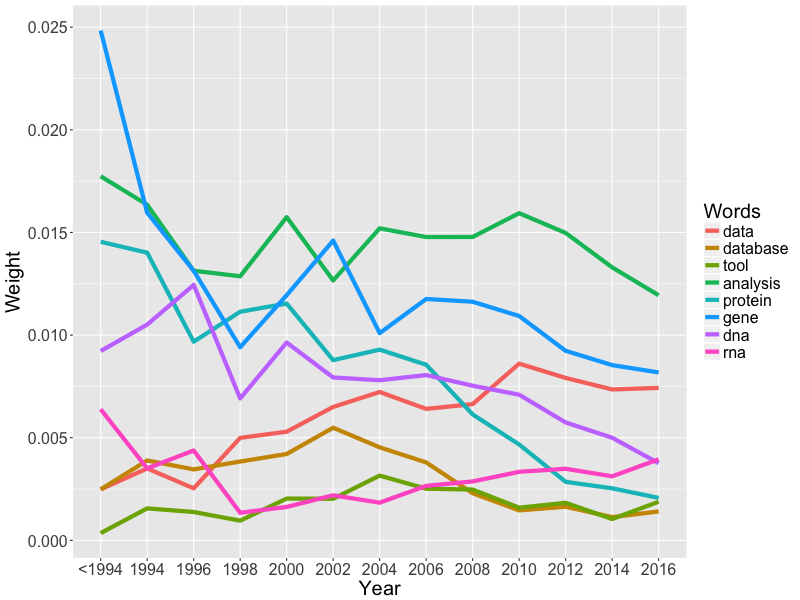 0.025
0.020
0.015
0.010
0.005
0.000
Weight
<1994 1994 1996 1998 2000 2002 2004 2006 2008 2010 2012 2014 2016
Year
Words
data
database
tool
analysis
protein
gene
dna
rna